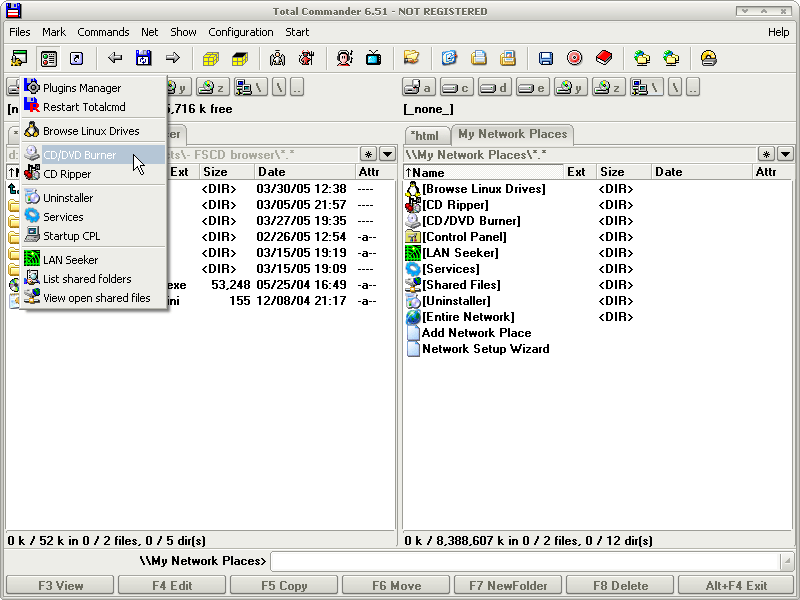 Total Commander 6.51 - NOT REGISTERED
Files Mark Commands Net Show Configuration Start Help
y z \ \ .. a c d e y z \ \ ..
5,716 k free
[_none_]
*html My Network Places
\- FSCD browser\*.*
\\My Network Places\*.*
Ext Size Date Attr
↑Name Ext Size Date Attr
Plugins Manager
Restart Totalcmd
Browse Linux Drives
CD/DVD Burner
CD Ripper
Uninstaller
Services
Startup CPL
LAN Seeker
List shared folders
View open shared files
<DIR> 03/30/05 12:38 ----
<DIR> 03/05/05 21:57 ----
<DIR> 03/27/05 19:35 ----
<DIR> 02/26/05 12:54 -a--
<DIR> 03/15/05 19:19 -a--
<DIR> 03/15/05 19:09 ----
exe 53,248 05/25/04 16:49 -a--
ini 155 12/08/04 21:17 -a--
[Browse Linux Drives] <DIR>
[CD Ripper] <DIR>
[CD/DVD Burner] <DIR>
[Control Panel] <DIR>
[LAN Seeker] <DIR>
[Services] <DIR>
[Shared Files] <DIR>
[Uninstaller] <DIR>
[Entire Network] <DIR>
Add Network Place
Network Setup Wizard
0 k / 52 k in 0 / 2 files, 0 / 5 dir(s)
0 k / 8,388,607 k in 0 / 2 files, 0 / 12 dir(s)
\\My Network Places>
F3 View F4 Edit F5 Copy F6 Move F7 NewFolder F8 Delete Alt+F4 Exit